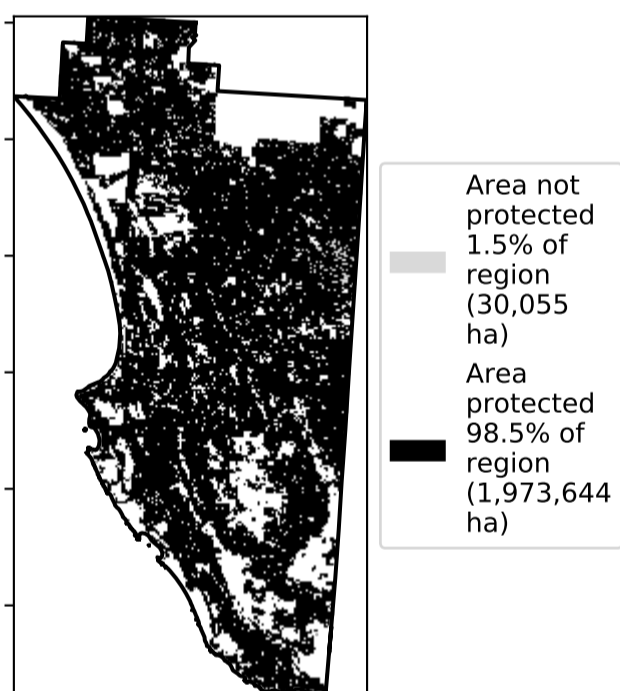 Area not
protected
1.5% of
region
(30,055
ha)
Area
protected
98.5% of
region
(1,973,644
ha)